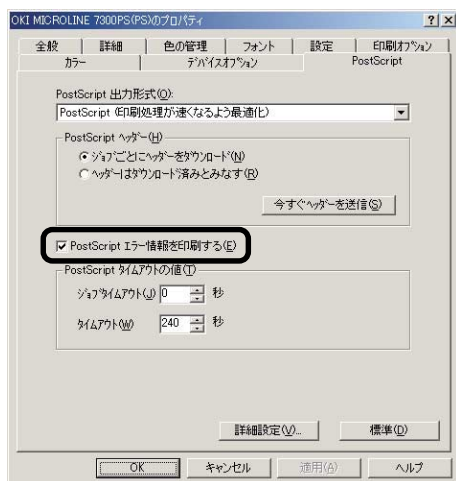 OKI MICROLINE 7300PS(PS)のプロパティ
全般 詳細 色の管理 フォント 設定 印刷オプション
カラー デバイスオプション PostScript
PostScript 出力形式(O):
PostScript (印刷処理が速くなるよう最適化)
PostScript ヘッダー(H)
ジョブごとにヘッダーをダウンロード(N)
ヘッダーはダウンロード済みとみなす(R)
今すぐヘッダーを送信(S)
PostScript エラー情報を印刷する(E)
PostScript タイムアウトの値(T)
ジョブタイムアウト(J) 0 秒
タイムアウト(W) 240 秒
詳細設定(V)... 標準(D)
OK キャンセル 適用(A) ヘルプ